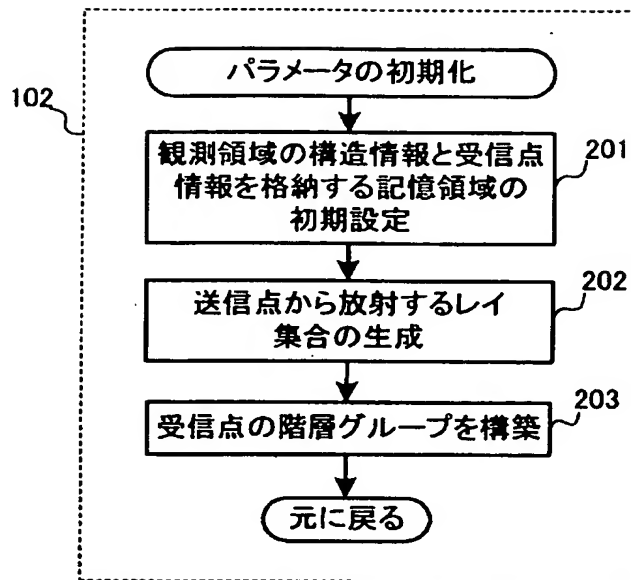 パラメータの初期化
102
観測領域の構造情報と受信点
情報を格納する記憶領域の
初期設定
201
送信点から放射するレイ
集合の生成
202
受信点の階層グループを構築
203
元に戻る